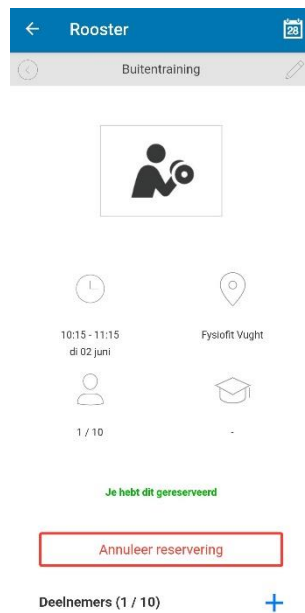 Rooster
28
Buitentraining
10:15 - 11:15
di 02 juni
Fysiofit Vught
1 / 10
-
Je hebt dit gereserveerd
Annuleer reservering
Deelnemers (1 / 10)